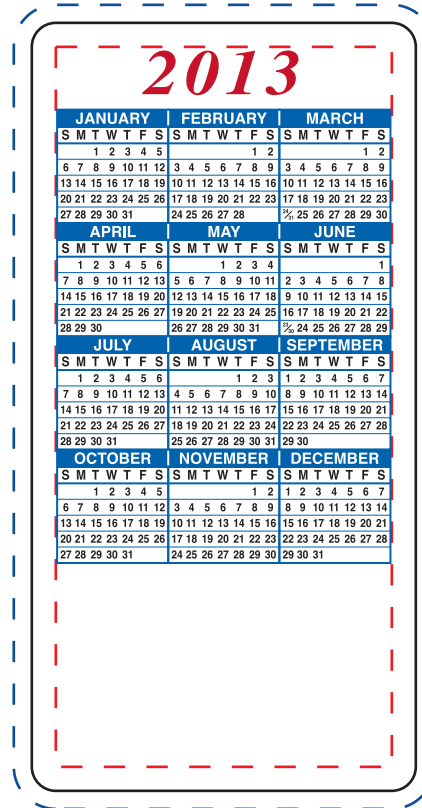 2013
JANUARY FEBRUARY MARCH
S M T W T F S S M T W T F S S M T W T F S
1 2 3 4 5 1 2 1 2
6 7 8 9 10 11 12 3 4 5 6 7 8 9 3 4 5 6 7 8 9
13 14 15 16 17 18 19 10 11 12 13 14 15 16 10 11 12 13 14 15 16
20 21 22 23 24 25 26 17 18 19 20 21 22 23 17 18 19 20 21 22 23
27 28 29 30 31 24 25 26 27 28 24/31 25 26 27 28 29 30
APRIL MAY JUNE
S M T W T F S S M T W T F S S M T W T F S
1 2 3 4 5 6 1 2 3 4 1
7 8 9 10 11 12 13 5 6 7 8 9 10 11 2 3 4 5 6 7 8
14 15 16 17 18 19 20 12 13 14 15 16 17 18 9 10 11 12 13 14 15
21 22 23 24 25 26 27 19 20 21 22 23 24 25 16 17 18 19 20 21 22
28 29 30 26 27 28 29 30 31 23/30 24 25 26 27 28 29
JULY AUGUST SEPTEMBER
S M T W T F S S M T W T F S S M T W T F S
1 2 3 4 5 6 1 2 3 1 2 3 4 5 6 7
7 8 9 10 11 12 13 4 5 6 7 8 9 10 8 9 10 11 12 13 14
14 15 16 17 18 19 20 11 12 13 14 15 16 17 15 16 17 18 19 20 21
21 22 23 24 25 26 27 18 19 20 21 22 23 24 22 23 24 25 26 27 28
28 29 30 31 25 26 27 28 29 30 31 29 30
OCTOBER NOVEMBER DECEMBER
S M T W T F S S M T W T F S S M T W T F S
1 2 3 4 5 1 2 1 2 3 4 5 6 7
6 7 8 9 10 11 12 3 4 5 6 7 8 9 8 9 10 11 12 13 14
13 14 15 16 17 18 19 10 11 12 13 14 15 16 15 16 17 18 19 20 21
20 21 22 23 24 25 26 17 18 19 20 21 22 23 22 23 24 25 26 27 28
27 28 29 30 31 24 25 26 27 28 29 30 29 30 31